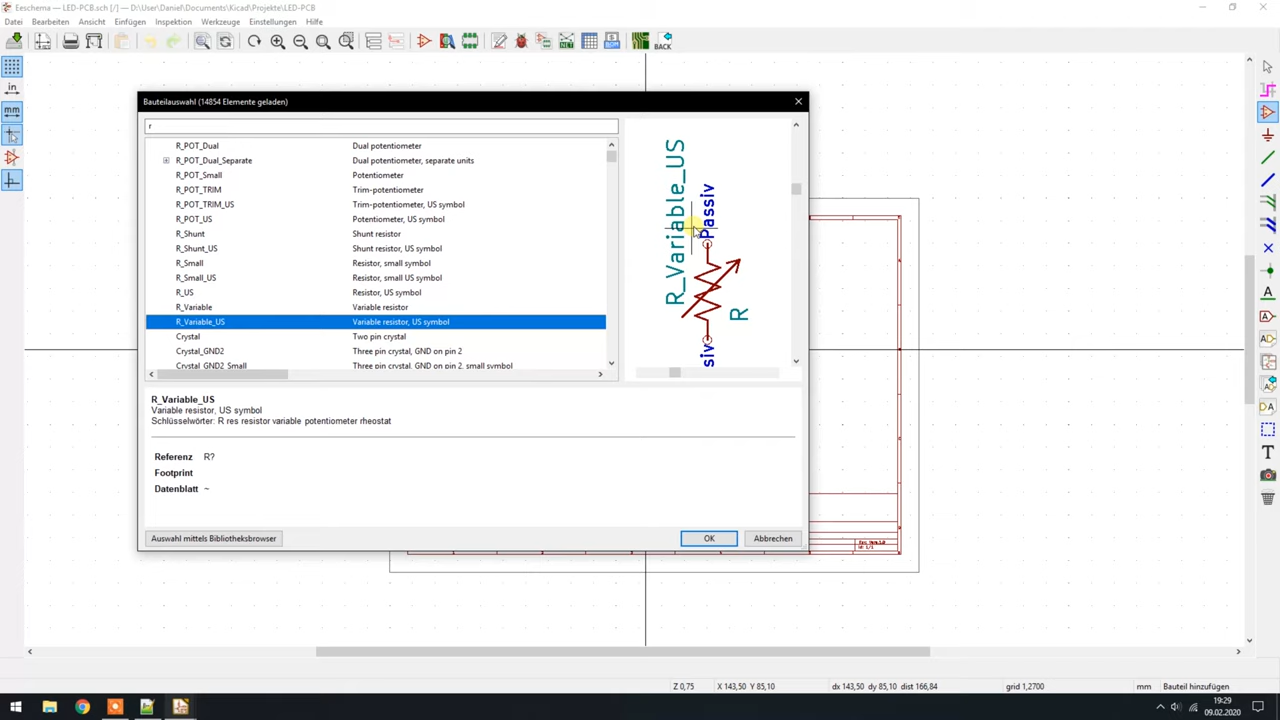 Eeschema — LED-PCB.sch [/] — D:\User\Daniel\Documents\Kicad\Projekte\LED-PCB
Datei Bearbeiten Ansicht Einfügen Inspektion Werkzeuge Einstellungen Hilfe
BACK
in
mm
Bauteilauswahl (14854 Elemente geladen)
r
R_POT_Dual Dual potentiometer
R_POT_Dual_Separate Dual potentiometer, separate units
R_POT_Small Potentiometer
R_POT_TRIM Trim-potentiometer
R_POT_TRIM_US Trim-potentiometer, US symbol
R_POT_US Potentiometer, US symbol
R_Shunt Shunt resistor
R_Shunt_US Shunt resistor, US symbol
R_Small Resistor, small symbol
R_Small_US Resistor, small US symbol
R_US Resistor, US symbol
R_Variable Variable resistor
R_Variable_US Variable resistor, US symbol
Crystal Two pin crystal
Crystal_GND2 Three pin crystal, GND on pin 2
Crystal_GND2_Small Three pin crystal, GND on pin 2, small symbol
R_Variable_US
Passiv
R
siv
R_Variable_US
Variable resistor, US symbol
Schlüsselwörter: R res resistor variable potentiometer rheostat
Referenz R?
Footprint
Datenblatt ~
Auswahl mittels Bibliotheksbrowser
OK
Abbrechen
Z 0,75 X 143,50 Y 85,10 dx 143,50 dy 85,10 dist 166,84 grid 1,2700 mm Bauteil hinzufügen
19:29
09.02.2020